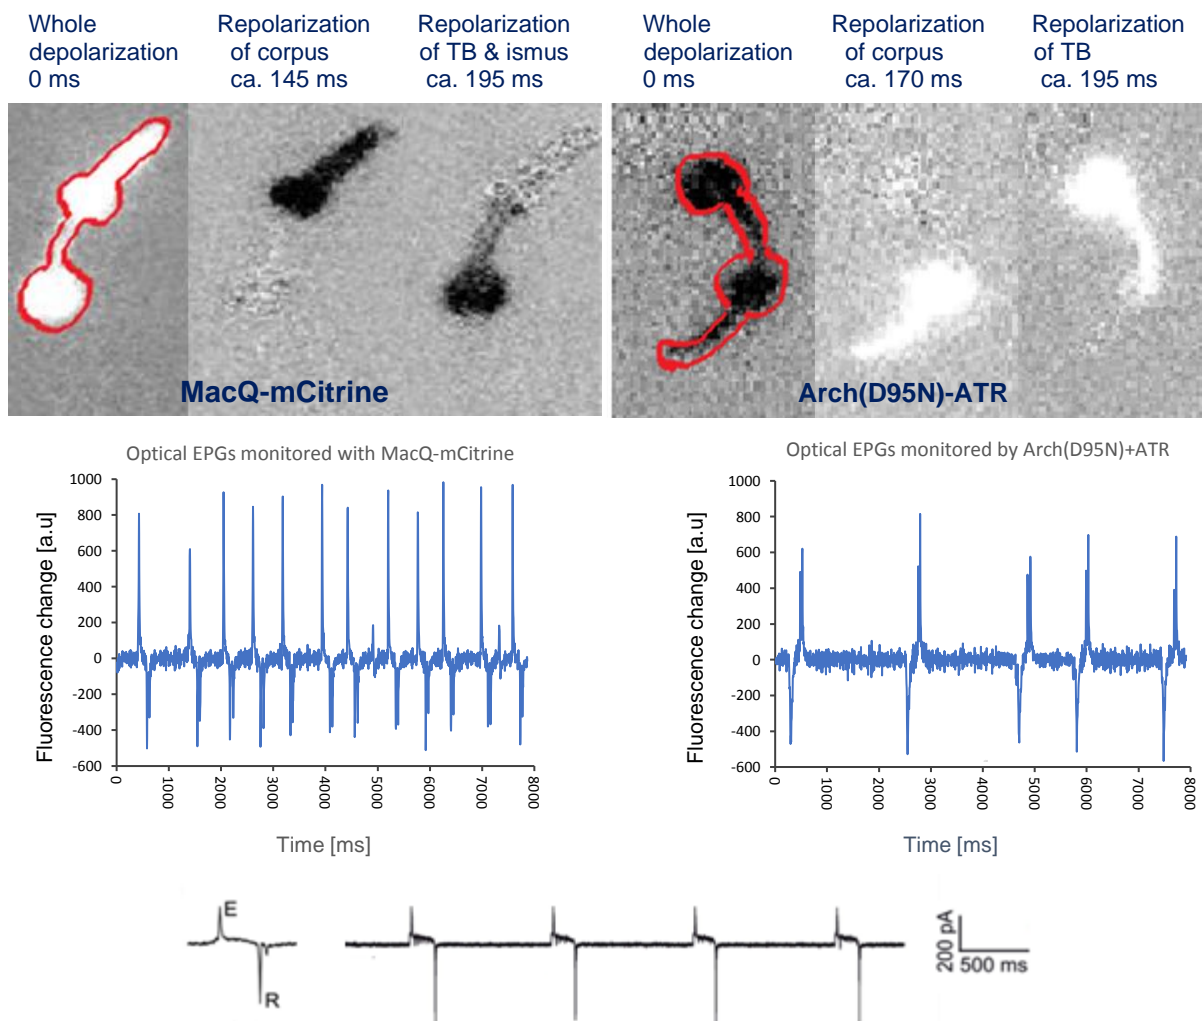 Whole
depolarization
0 ms
Repolarization
of corpus
ca. 145 ms
Repolarization
of TB & ismus
ca. 195 ms
Whole
depolarization
0 ms
Repolarization
of corpus
ca. 170 ms
Repolarization
of TB
ca. 195 ms
MacQ-mCitrine
Arch(D95N)-ATR
Optical EPGs monitored with MacQ-mCitrine
Fluorescence change [a.u]
1000
800
600
400
200
0
-200
-400
-600
0
1000
2000
3000
4000
5000
6000
7000
8000
Time [ms]
Optical EPGs monitored by Arch(D95N)+ATR
Fluorescence change [a.u]
1000
800
600
400
200
0
-200
-400
-600
0
1000
2000
3000
4000
5000
6000
7000
8000
Time [ms]
E
R
200 pA
500 ms